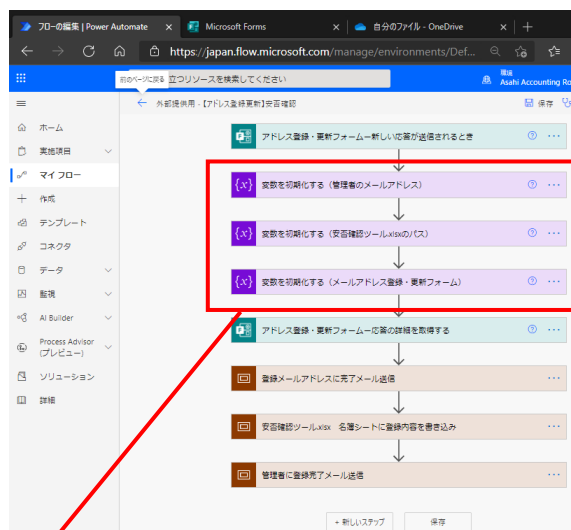 フローの編集 | Power Automate
Microsoft Forms
自分のファイル - OneDrive
https://japan.flow.microsoft.com/manage/environments/Def...
前のページに戻る
立つリソースを検索してください
環境
Asahi Accounting Ro
外部提供用 -【アドレス登録更新】安否確認
保存
ホーム
実施項目
マイ フロー
作成
テンプレート
コネクタ
データ
監視
AI Builder
Process Advisor
(プレビュー)
ソリューション
詳細
アドレス登録・更新フォームー新しい応答が送信されるとき
{x} 変数を初期化する（管理者のメールアドレス）
{x} 変数を初期化する（安否確認ツール.xlsxのパス）
{x} 変数を初期化する（メールアドレス登録・更新フォーム）
アドレス登録・更新フォームー応答の詳細を取得する
登録メールアドレスに完了メール送信
安否確認ツール.xlsx　名簿シートに登録内容を書き込み
管理者に登録完了メール送信
+ 新しいステップ
保存